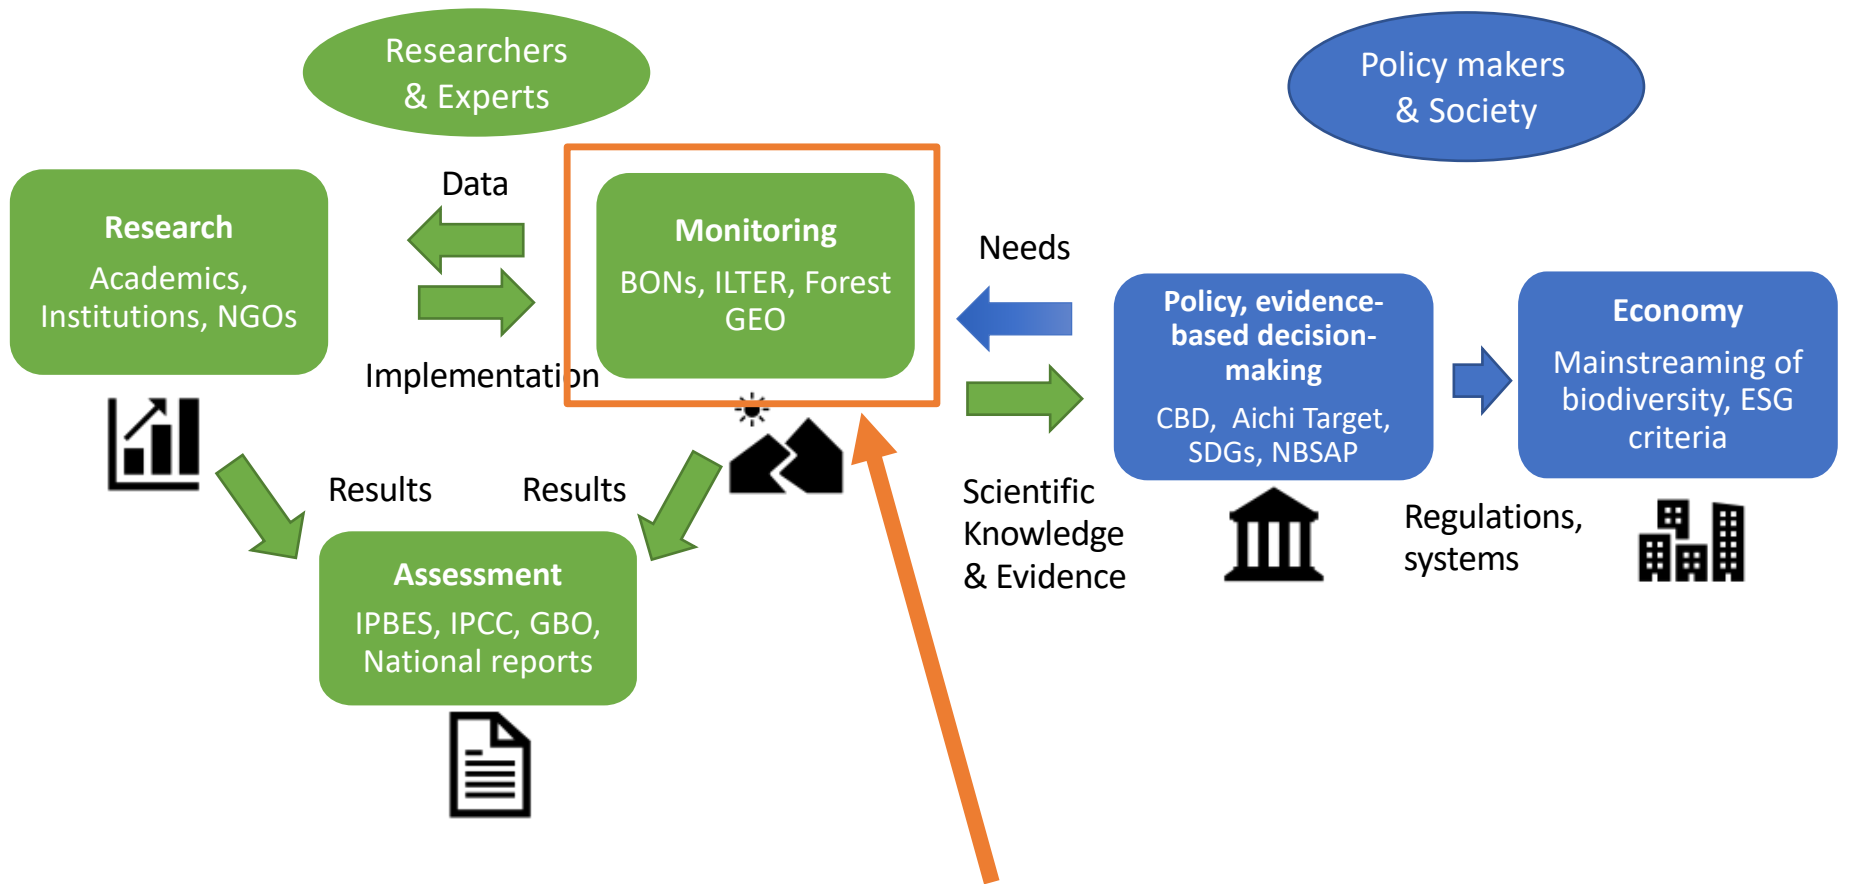 Researchers
& Experts
Policy makers
& Society
Research
Academics,
Institutions, NGOs
Data
Implementation
Monitoring
BONs, ILTER, Forest
GEO
Needs
Scientific
Knowledge
& Evidence
Policy, evidence-
based decision-
making
CBD, Aichi Target,
SDGs, NBSAP
Regulations,
systems
Economy
Mainstreaming of
biodiversity, ESG
criteria
Results
Results
Assessment
IPBES, IPCC, GBO,
National reports